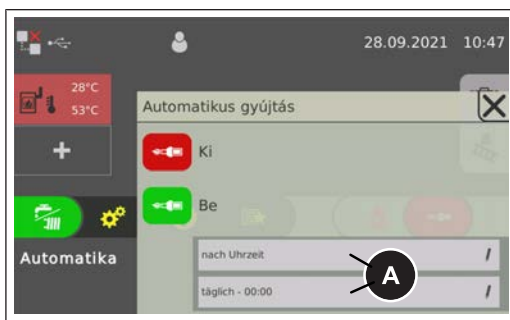 28.09.2021 10:47
28°C
53°C
Automatikus gyújtás
Ki
Be
Automatika
nach Uhrzeit
täglich - 00:00
A